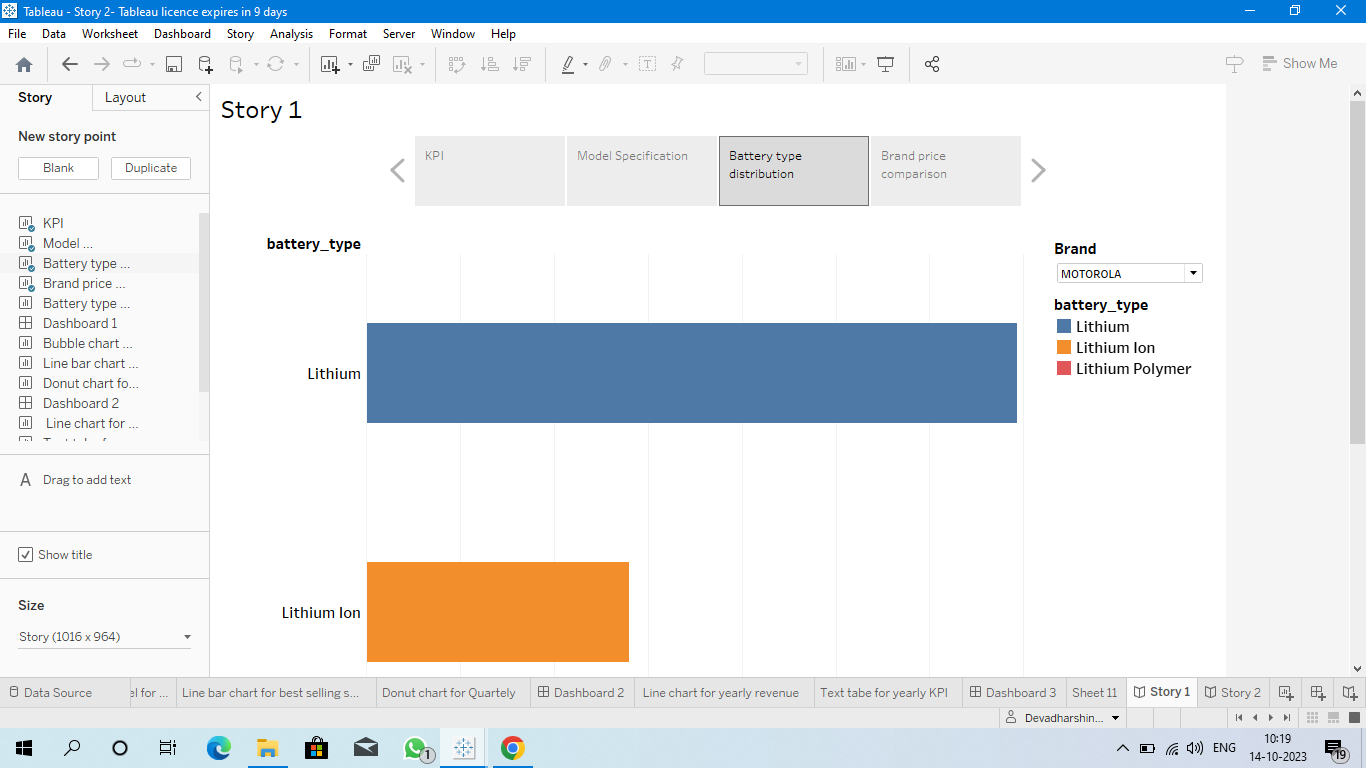 Tableau - Story 2- Tableau licence expires in 9 days
File Data Worksheet Dashboard Story Analysis Format Server Window Help
Show Me
Story Layout
New story point
Blank Duplicate
KPI
Model ...
Battery type ...
Brand price ...
Battery type ...
Dashboard 1
Bubble chart ...
Line bar chart ...
Donut chart fo...
Dashboard 2
Line chart for ...
A Drag to add text
Show title
Size
Story (1016 x 964)
Story 1
KPI
Model Specification
Battery type
distribution
Brand price
comparison
battery_type
Lithium
Lithium Ion
Brand
MOTOROLA
battery_type
Lithium
Lithium Ion
Lithium Polymer
Data Source el for ... Line bar chart for best selling s... Donut chart for Quartely Dashboard 2 Line chart for yearly revenue Text tabe for yearly KPI Dashboard 3 Sheet 11 Story 1 Story 2
Devadharshin...
1
ENG
10:19
14-10-2023
19